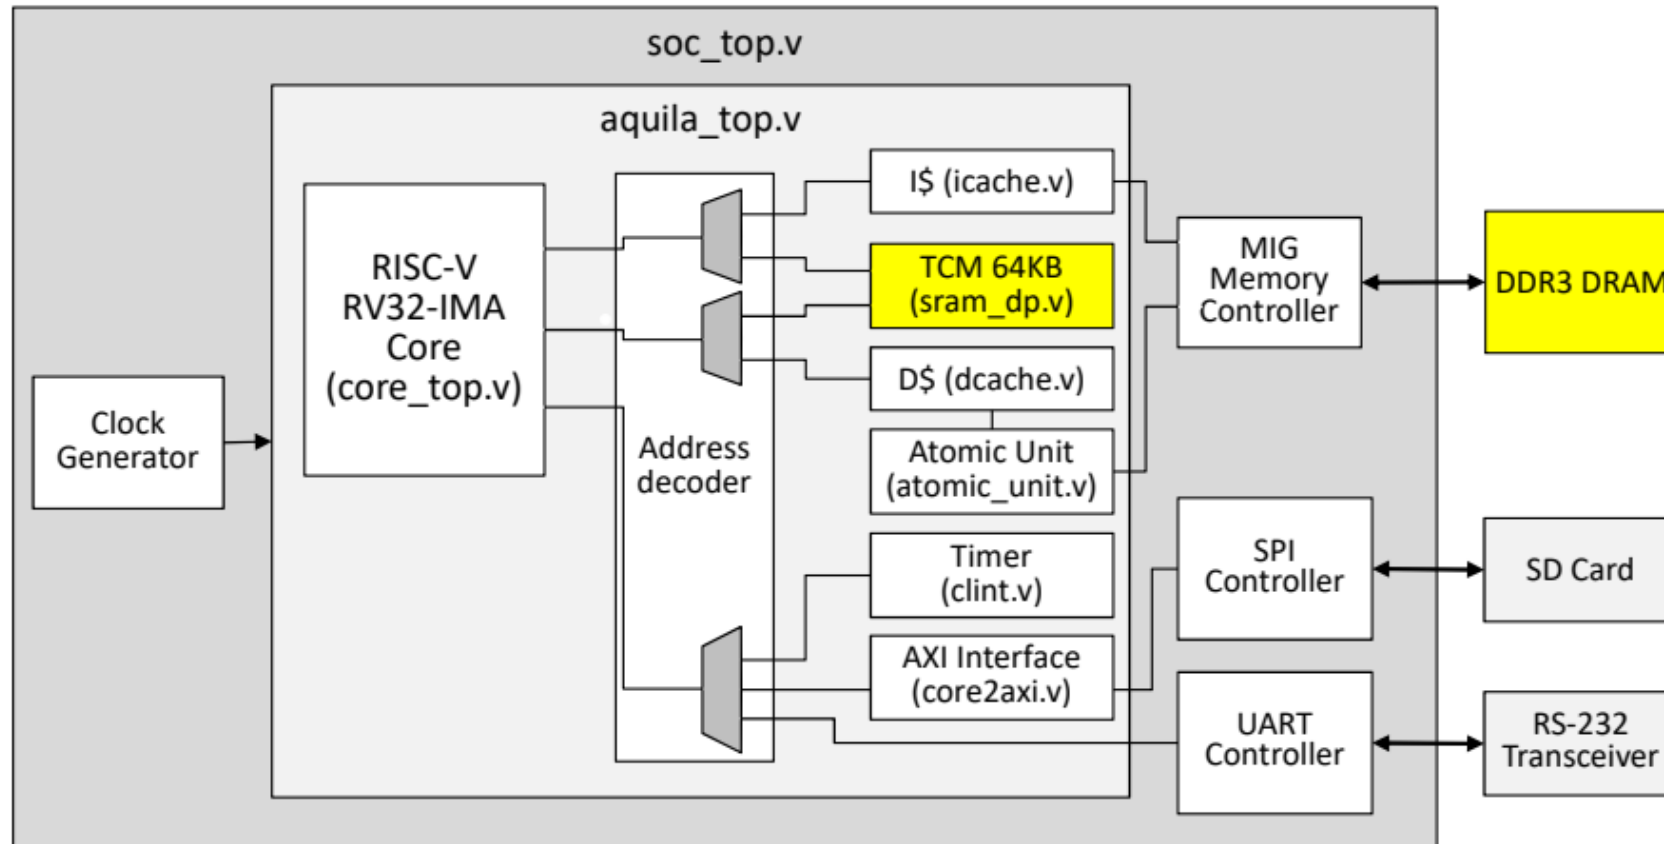 soc_top.v
aquila_top.v
RISC-V
RV32-IMA
Core
(core_top.v)
Clock
Generator
Address
decoder
I$ (icache.v)
TCM 64KB
(sram_dp.v)
D$ (dcache.v)
Atomic Unit
(atomic_unit.v)
Timer
(clint.v)
AXI Interface
(core2axi.v)
MIG
Memory
Controller
SPI
Controller
UART
Controller
DDR3 DRAM
SD Card
RS-232
Transceiver